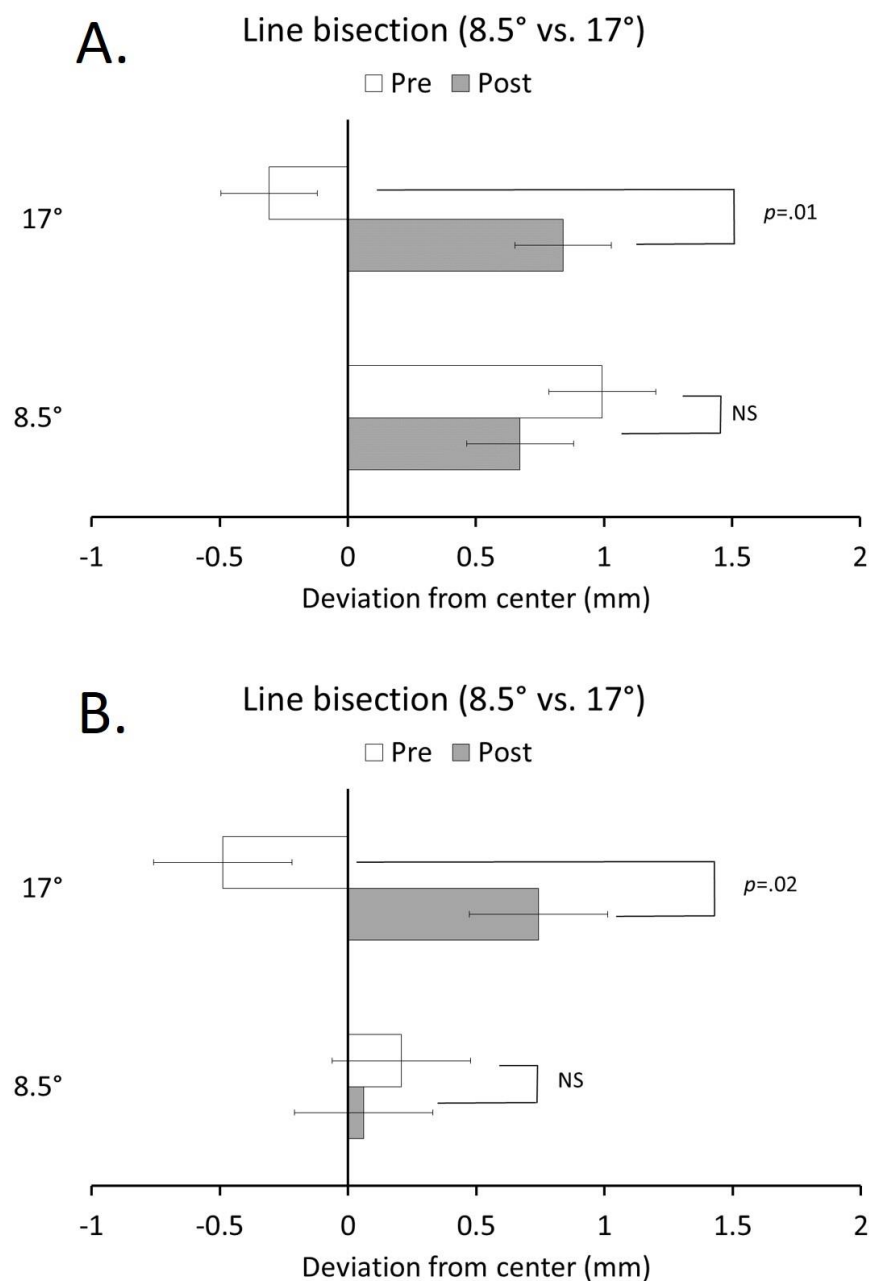 A.
Line bisection (8.5° vs. 17°)
Pre Post
17°
p=.01
8.5°
NS
-1 -0.5 0 0.5 1 1.5 2
Deviation from center (mm)
B.
Line bisection (8.5° vs. 17°)
Pre Post
17°
p=.02
8.5°
NS
-1 -0.5 0 0.5 1 1.5 2
Deviation from center (mm)